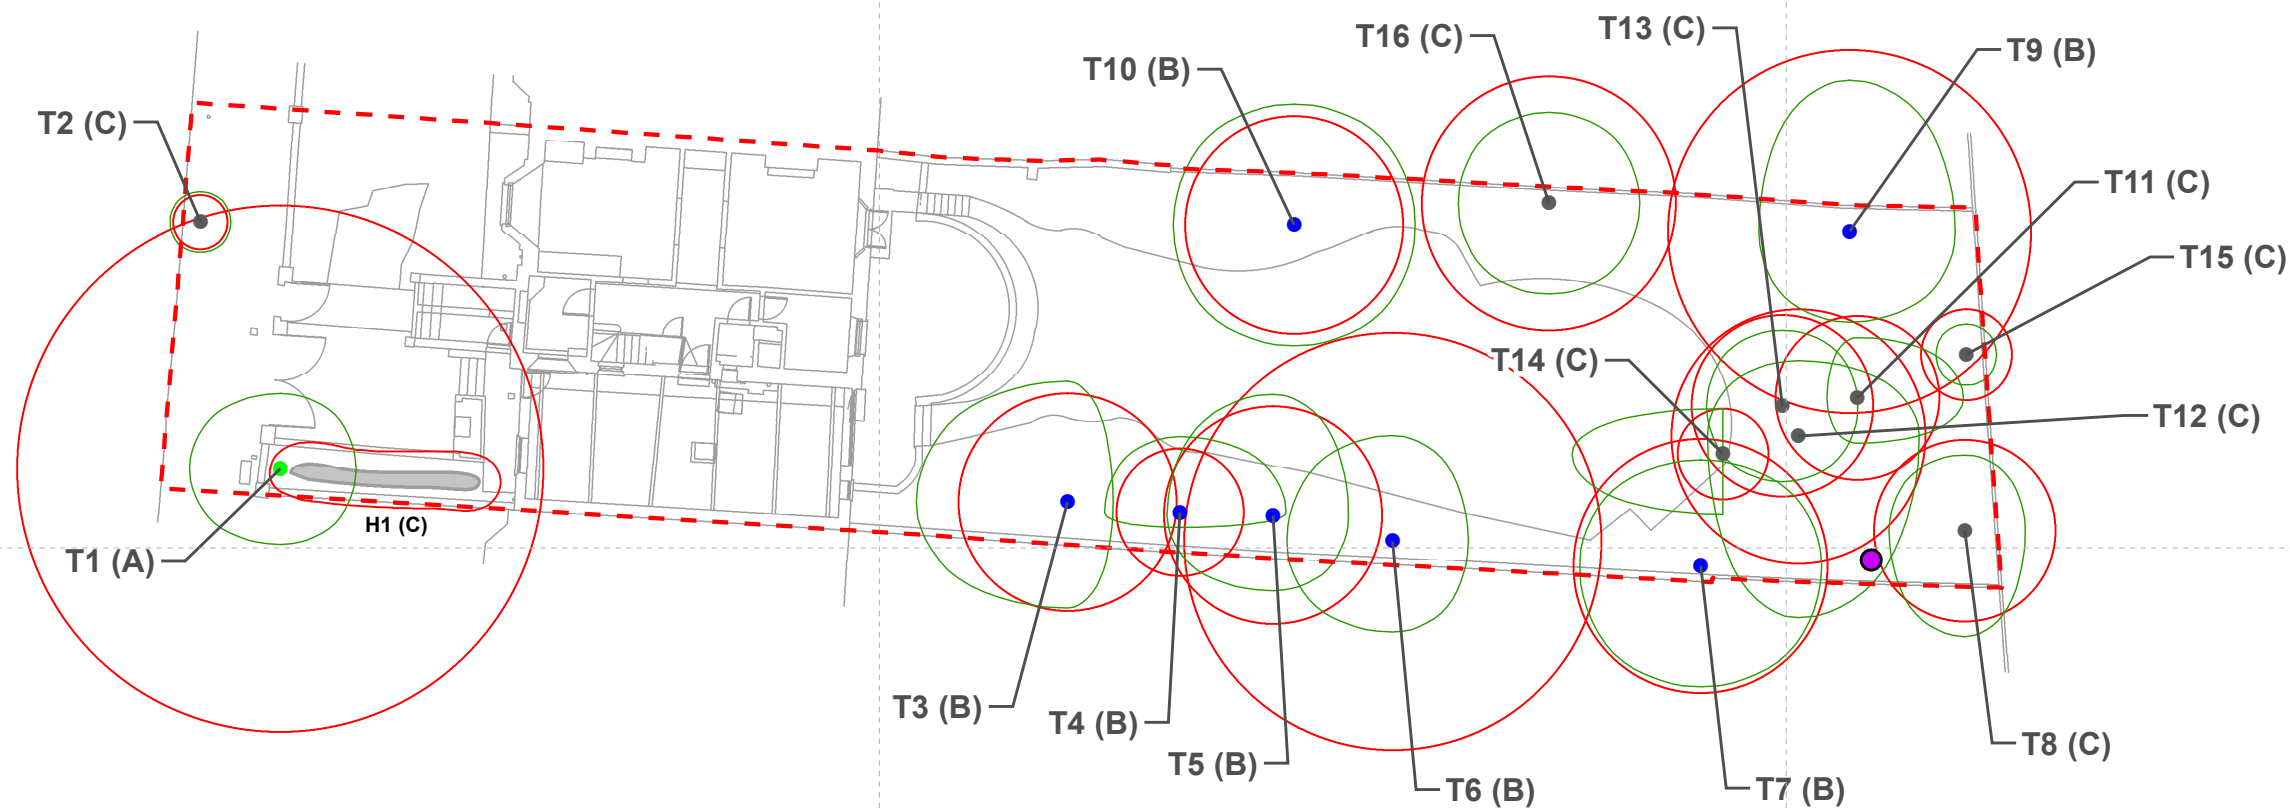 T13 (C)
T16 (C)
T9 (B)
T10 (B)
T2 (C)
T11 (C)
T15 (C)
T14 (C)
T12 (C)
H1 (C)
T1 (A)
T3 (B)
T4 (B)
T8 (C)
T5 (B)
T6 (B)
T7 (B)